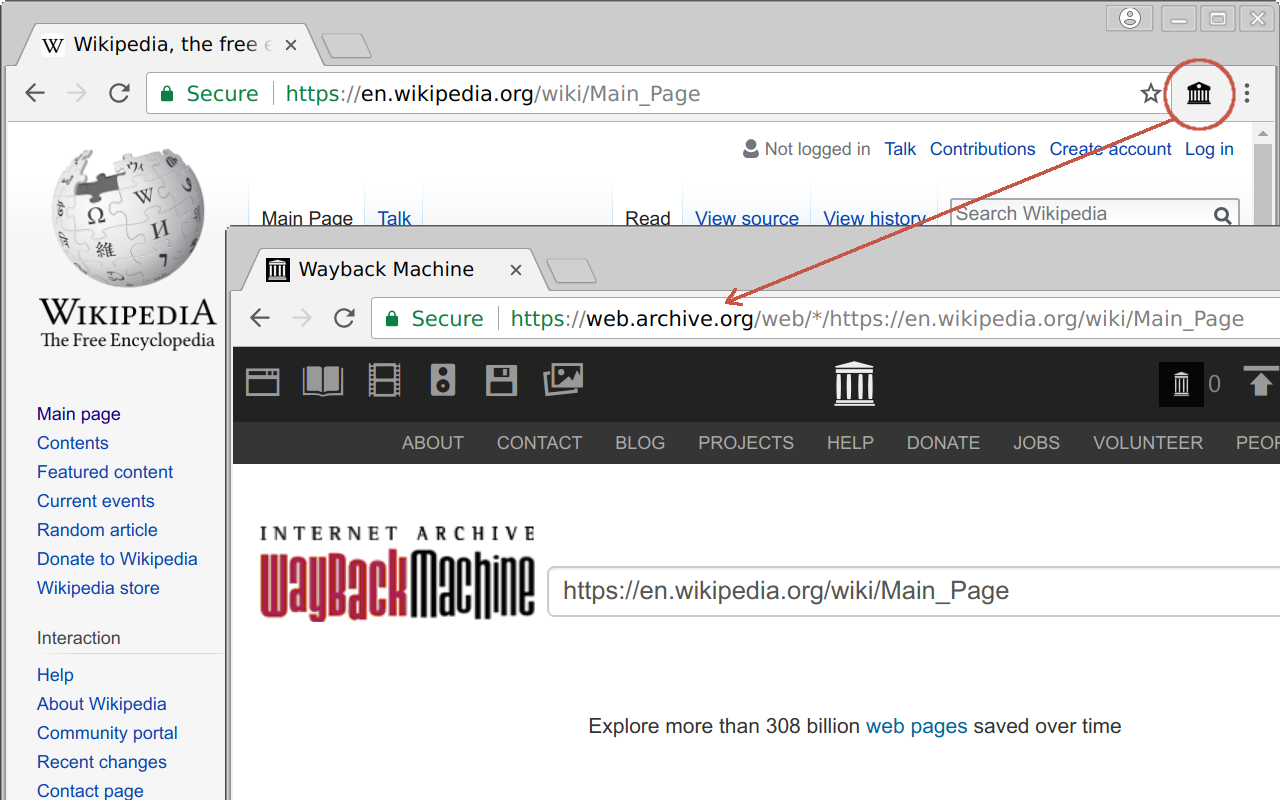 Wikipedia, the free e
Secure https://en.wikipedia.org/wiki/Main_Page
Not logged in Talk Contributions Create account Log in
Main Page Talk Read View source View history Search Wikipedia
WIKIPEDIA
The Free Encyclopedia
Main page
Contents
Featured content
Current events
Random article
Donate to Wikipedia
Wikipedia store
Interaction
Help
About Wikipedia
Community portal
Recent changes
Contact page
Wayback Machine
Secure https://web.archive.org/web/*/https://en.wikipedia.org/wiki/Main_Page
0
ABOUT CONTACT BLOG PROJECTS HELP DONATE JOBS VOLUNTEER PEOP
INTERNET ARCHIVE
WayBackMachine
https://en.wikipedia.org/wiki/Main_Page
Explore more than 308 billion web pages saved over time